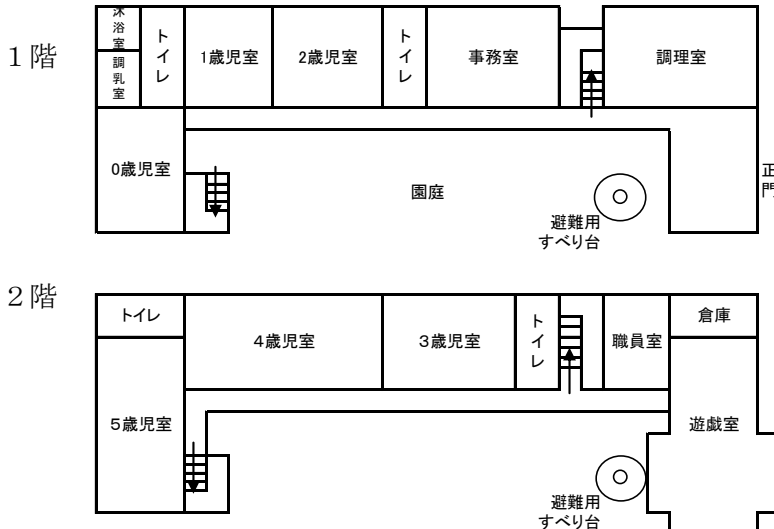 1階
沐浴室
調乳室
トイレ
1歳児室
2歳児室
トイレ
事務室
調理室
0歳児室
園庭
避難用
すべり台
正門
2階
トイレ
4歳児室
3歳児室
トイレ
職員室
倉庫
5歳児室
遊戯室
避難用
すべり台